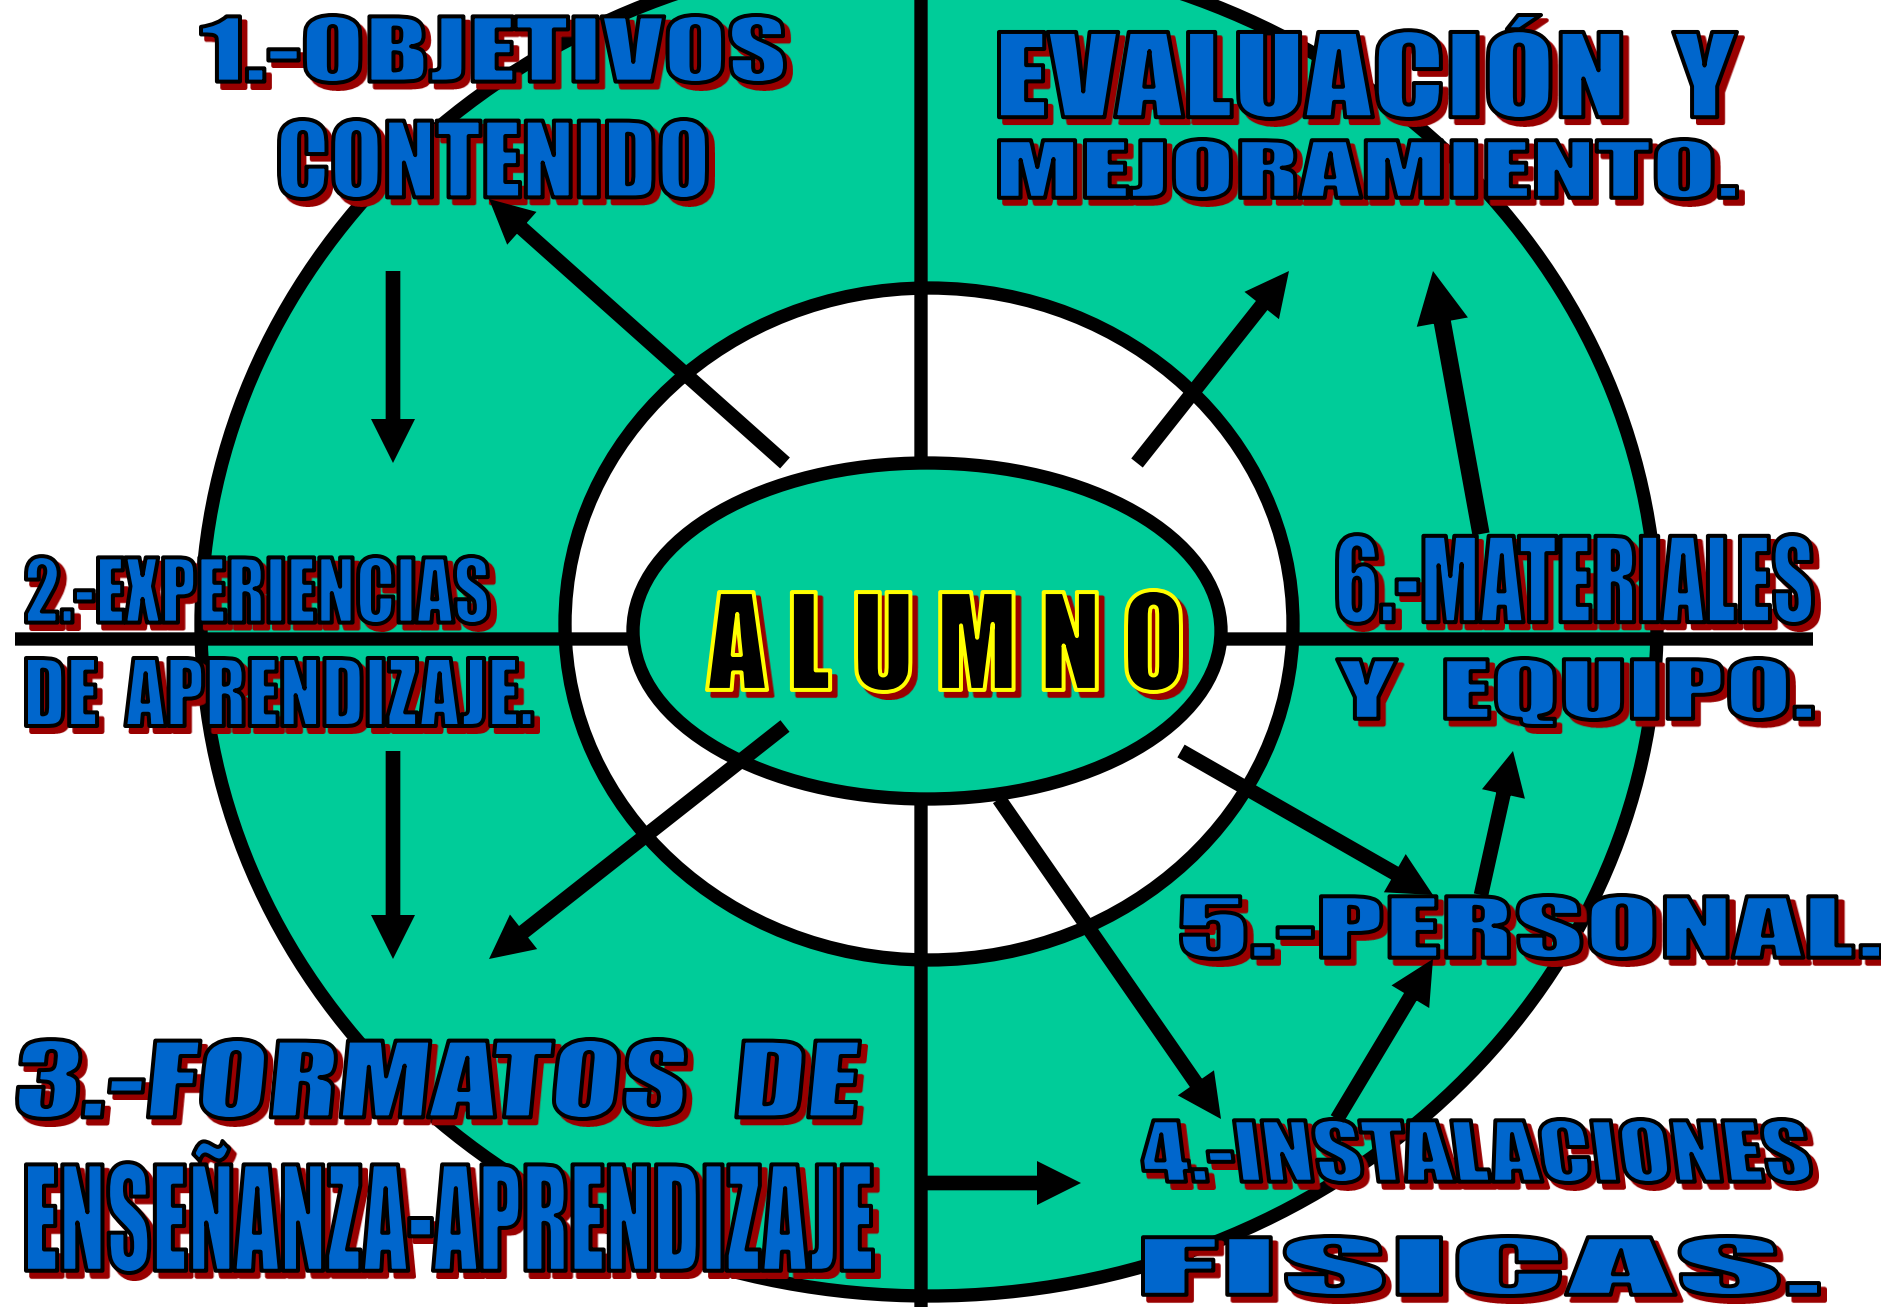 1.-OBJETIVOS
CONTENIDO
EVALUACIÓN Y
MEJORAMIENTO.
2.-EXPERIENCIAS
DE APRENDIZAJE.
ALUMNO
6.-MATERIALES
Y EQUIPO.
5.-PERSONAL.
3.-FORMATOS DE
ENSEÑANZA-APRENDIZAJE
4.-INSTALACIONES
FISICAS.